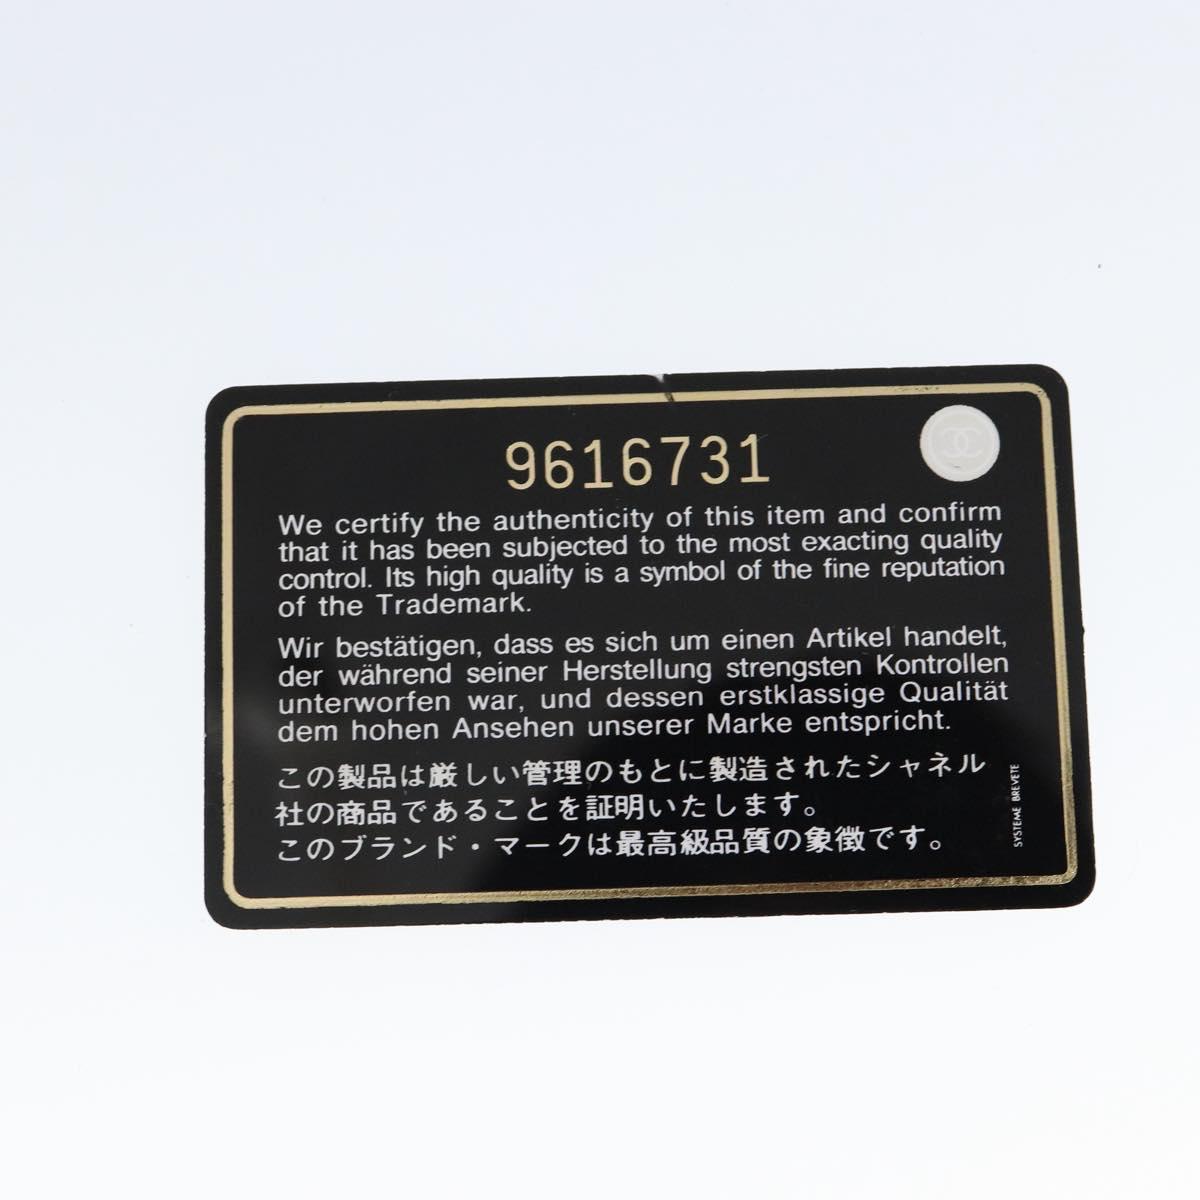 9616731
We certify the authenticity of this item and confirm
that it has been subjected to the most exacting quality
control. Its high quality is a symbol of the fine reputation
of the Trademark.
Wir bestätigen, dass es sich um einen Artikel handelt,
der während seiner Herstellung strengsten Kontrollen
unterworfen war, und dessen erstklassige Qualität
dem hohen Ansehen unserer Marke entspricht.
この製品は厳しい管理のもとに製造されたシャネル
社の商品であることを証明いたします。
このブランド・マークは最高級品質の象徴です。
SYSTEME BREVETE